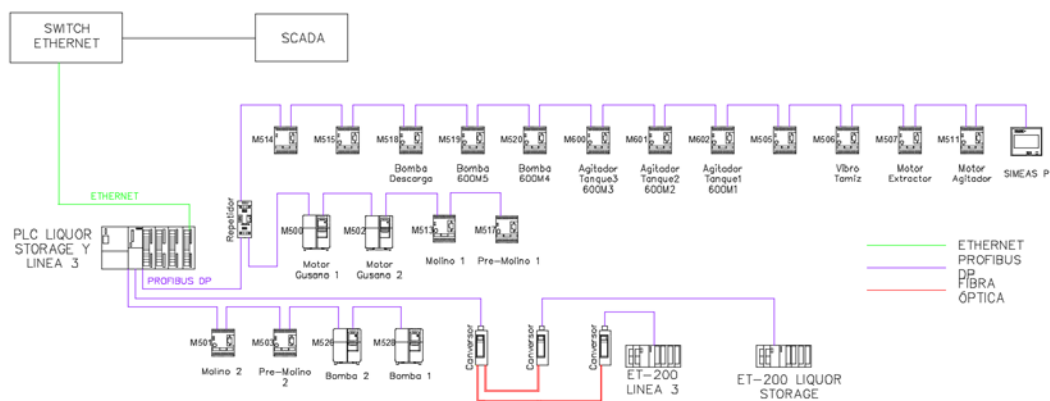 SWITCH
ETHERNET
SCADA
M514
M515
M518
M519
M520
M600
M601
M602
M505
M506
M507
M511
Bomba
Descarga
Bomba
600M5
Bomba
600M4
Agitador
Tanque3
600M3
Agitador
Tanque2
600M2
Agitador
Tanque1
600M1
Vibro
Tamiz
Motor
Extractor
Motor
Agitador
SIMEAS P
ETHERNET
Repetidor
PLC LIQUOR
STORAGE Y
LINEA 3
PROFIBUS DP
M500
M502
M513
M517
Motor
Gusano 1
Motor
Gusano 2
Molino 1
Pre-Molino 1
ETHERNET
PROFIBUS
DP
FIBRA
ÓPTICA
M501
M503
M526
M528
Molino 2
Pre-Molino
2
Bomba 2
Bomba 1
Conversor
Conversor
Conversor
ET-200
LINEA 3
ET-200 LIQUOR
STORAGE